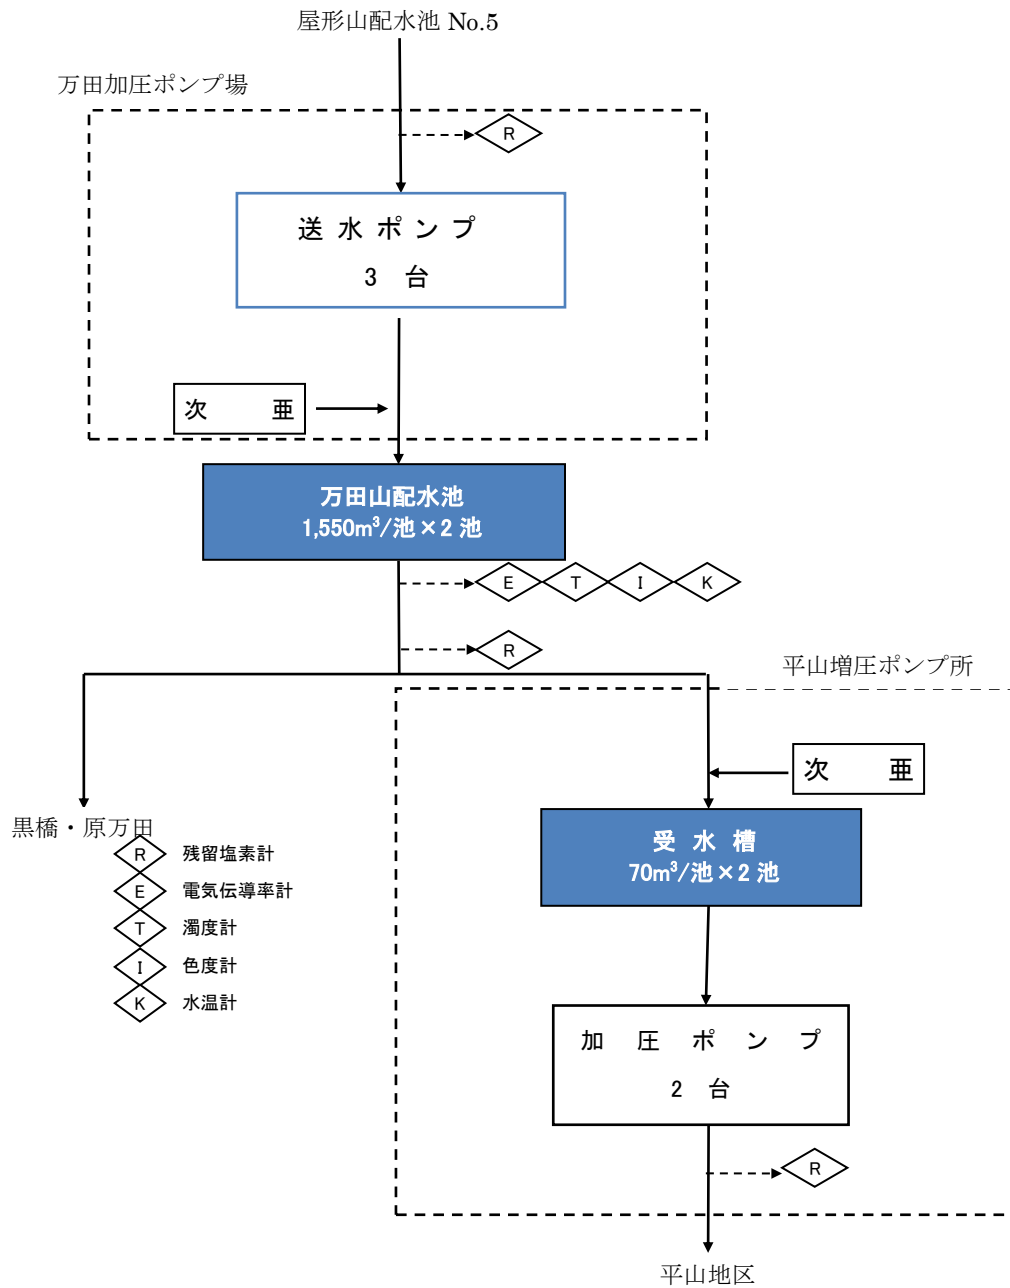 屋形山配水池 No.5
万田加圧ポンプ場
R
送水ポンプ
3 台
次 亜
万田山配水池
1,550m³/池×2 池
E T I K
R
平山増圧ポンプ所
次 亜
黒橋・原万田
受 水 槽
70m³/池×2 池
R 残留塩素計
E 電気伝導率計
T 濁度計
I 色度計
K 水温計
加 圧 ポ ン プ
2 台
R
平山地区